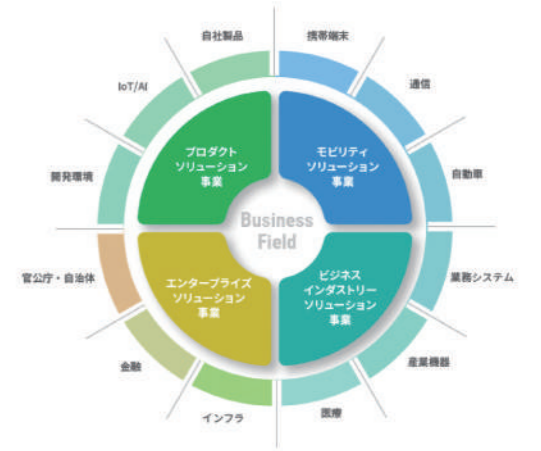 自社製品
携帯端末
IoT/AI
通信
プロダクト
ソリューション
事業
モビリティ
ソリューション
事業
開発環境
自動車
Business
Field
官公庁・自治体
業務システム
エンタープライズ
ソリューション
事業
ビジネス
インダストリー
ソリューション
事業
金融
産業機器
インフラ
医療